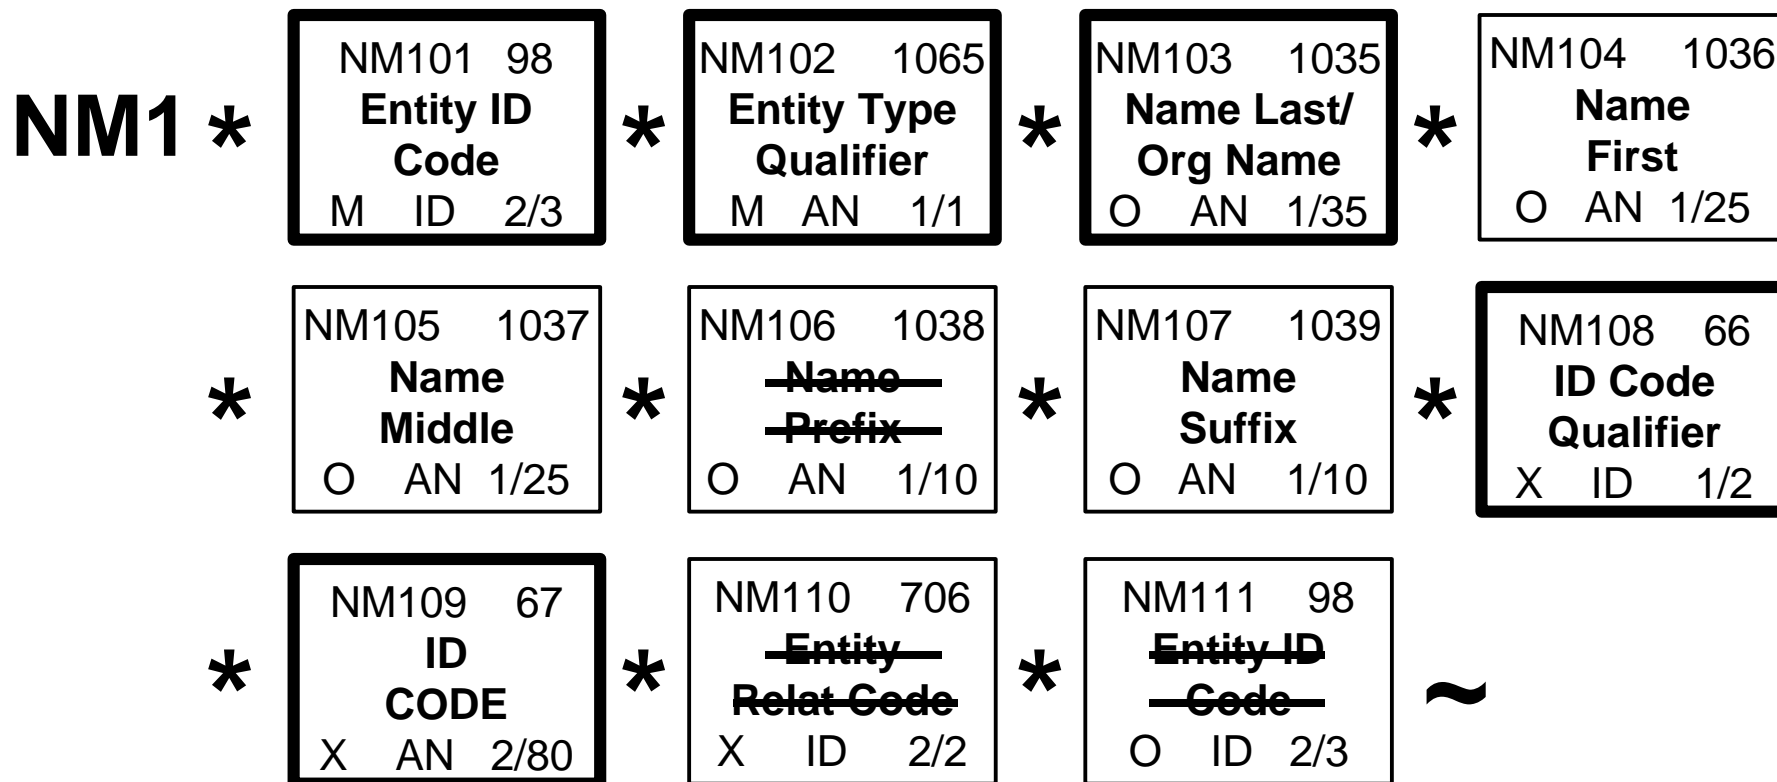 NM1 *
NM101 98
Entity ID
Code
M ID 2/3
*
NM102 1065
Entity Type
Qualifier
M AN 1/1
*
NM103 1035
Name Last/
Org Name
O AN 1/35
*
NM104 1036
Name
First
O AN 1/25
*
NM105 1037
Name
Middle
O AN 1/25
*
NM106 1038
Name
Prefix
O AN 1/10
*
NM107 1039
Name
Suffix
O AN 1/10
*
NM108 66
ID Code
Qualifier
X ID 1/2
*
NM109 67
ID
CODE
X AN 2/80
*
NM110 706
Entity
Relat Code
X ID 2/2
*
NM111 98
Entity ID
Code
O ID 2/3
~